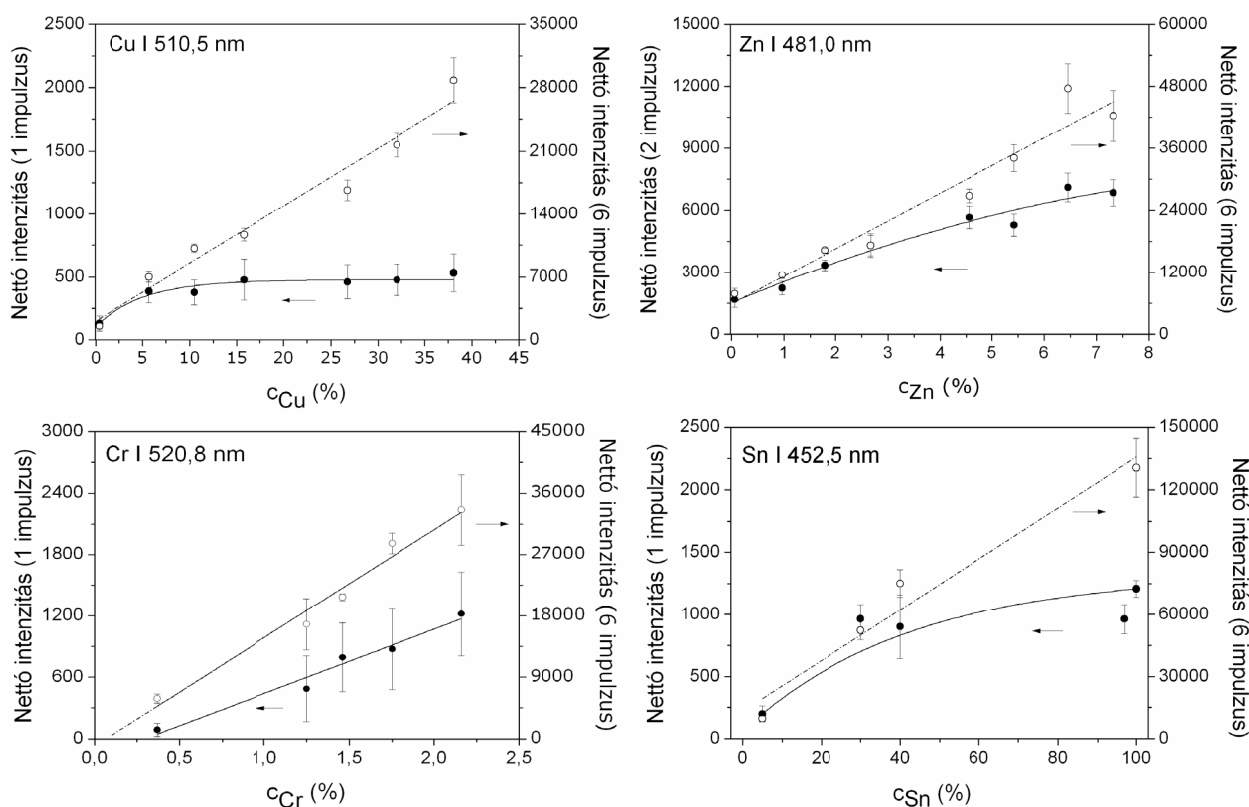 Cu I 510,5 nm
Nettó intenzitás (1 impulzus)
2500
2000
1500
1000
500
0
Nettó intenzitás (6 impulzus)
35000
28000
21000
14000
7000
0
0 5 10 15 20 25 30 35 40 45
cCu (%)
Zn I 481,0 nm
Nettó intenzitás (2 impulzus)
15000
12000
9000
6000
3000
0
Nettó intenzitás (6 impulzus)
60000
48000
36000
24000
12000
0
0 1 2 3 4 5 6 7 8
cZn (%)
Cr I 520,8 nm
Nettó intenzitás (1 impulzus)
3000
2400
1800
1200
600
0
Nettó intenzitás (6 impulzus)
45000
36000
27000
18000
9000
0
0,0 0,5 1,0 1,5 2,0 2,5
cCr (%)
Sn I 452,5 nm
Nettó intenzitás (1 impulzus)
2500
2000
1500
1000
500
0
Nettó intenzitás (6 impulzus)
150000
120000
90000
60000
30000
0
0 20 40 60 80 100
cSn (%)